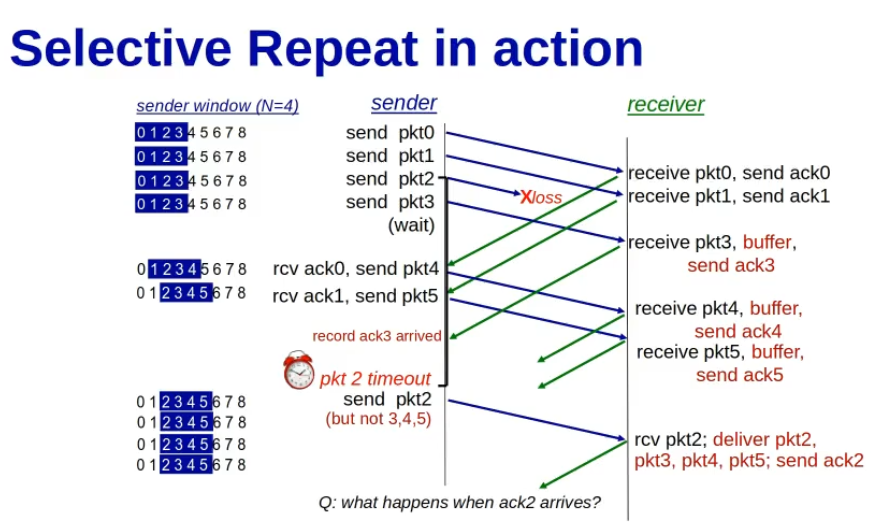 Selective Repeat in action
sender window (N=4)
sender
receiver
0 1 2 3 4 5 6 7 8
send pkt0
0 1 2 3 4 5 6 7 8
send pkt1
0 1 2 3 4 5 6 7 8
send pkt2
0 1 2 3 4 5 6 7 8
send pkt3
(wait)
Xloss
receive pkt0, send ack0
receive pkt1, send ack1
receive pkt3, buffer,
send ack3
0 1 2 3 4 5 6 7 8
rcv ack0, send pkt4
0 1 2 3 4 5 6 7 8
rcv ack1, send pkt5
record ack3 arrived
receive pkt4, buffer,
send ack4
receive pkt5, buffer,
send ack5
pkt 2 timeout
0 1 2 3 4 5 6 7 8
send pkt2
0 1 2 3 4 5 6 7 8
(but not 3,4,5)
0 1 2 3 4 5 6 7 8
0 1 2 3 4 5 6 7 8
rcv pkt2; deliver pkt2,
pkt3, pkt4, pkt5; send ack2
Q: what happens when ack2 arrives?